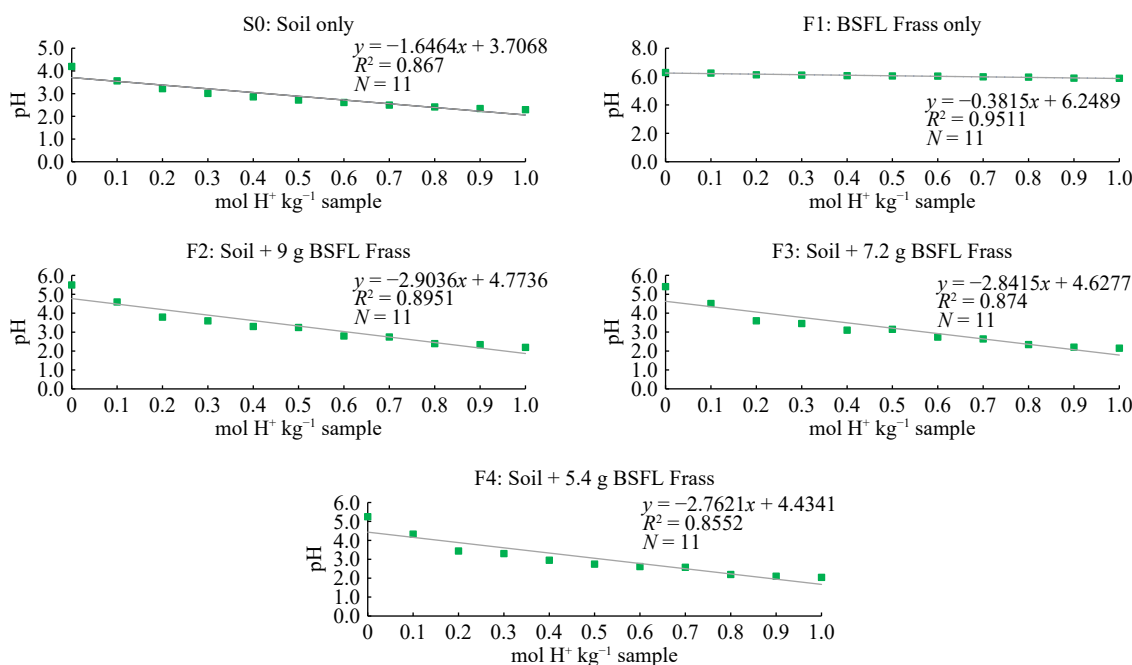 S0: Soil only
y = −1.6464x + 3.7068
R² = 0.867
N = 11
5.0
4.0
3.0
2.0
1.0
0.0
pH
0 0.1 0.2 0.3 0.4 0.5 0.6 0.7 0.8 0.9 1.0
mol H⁺ kg⁻¹ sample
F1: BSFL Frass only
8.0
6.0
4.0
2.0
0.0
pH
y = −0.3815x + 6.2489
R² = 0.9511
N = 11
0 0.1 0.2 0.3 0.4 0.5 0.6 0.7 0.8 0.9 1.0
mol H⁺ kg⁻¹ sample
F2: Soil + 9 g BSFL Frass
y = −2.9036x + 4.7736
R² = 0.8951
N = 11
6.0
5.0
4.0
3.0
2.0
1.0
0.0
pH
0 0.1 0.2 0.3 0.4 0.5 0.6 0.7 0.8 0.9 1.0
mol H⁺ kg⁻¹ sample
F3: Soil + 7.2 g BSFL Frass
y = −2.8415x + 4.6277
R² = 0.874
N = 11
6.0
5.0
4.0
3.0
2.0
1.0
0.0
pH
0 0.1 0.2 0.3 0.4 0.5 0.6 0.7 0.8 0.9 1.0
mol H⁺ kg⁻¹ sample
F4: Soil + 5.4 g BSFL Frass
y = −2.7621x + 4.4341
R² = 0.8552
N = 11
6.0
5.0
4.0
3.0
2.0
1.0
0.0
pH
0 0.1 0.2 0.3 0.4 0.5 0.6 0.7 0.8 0.9 1.0
mol H⁺ kg⁻¹ sample